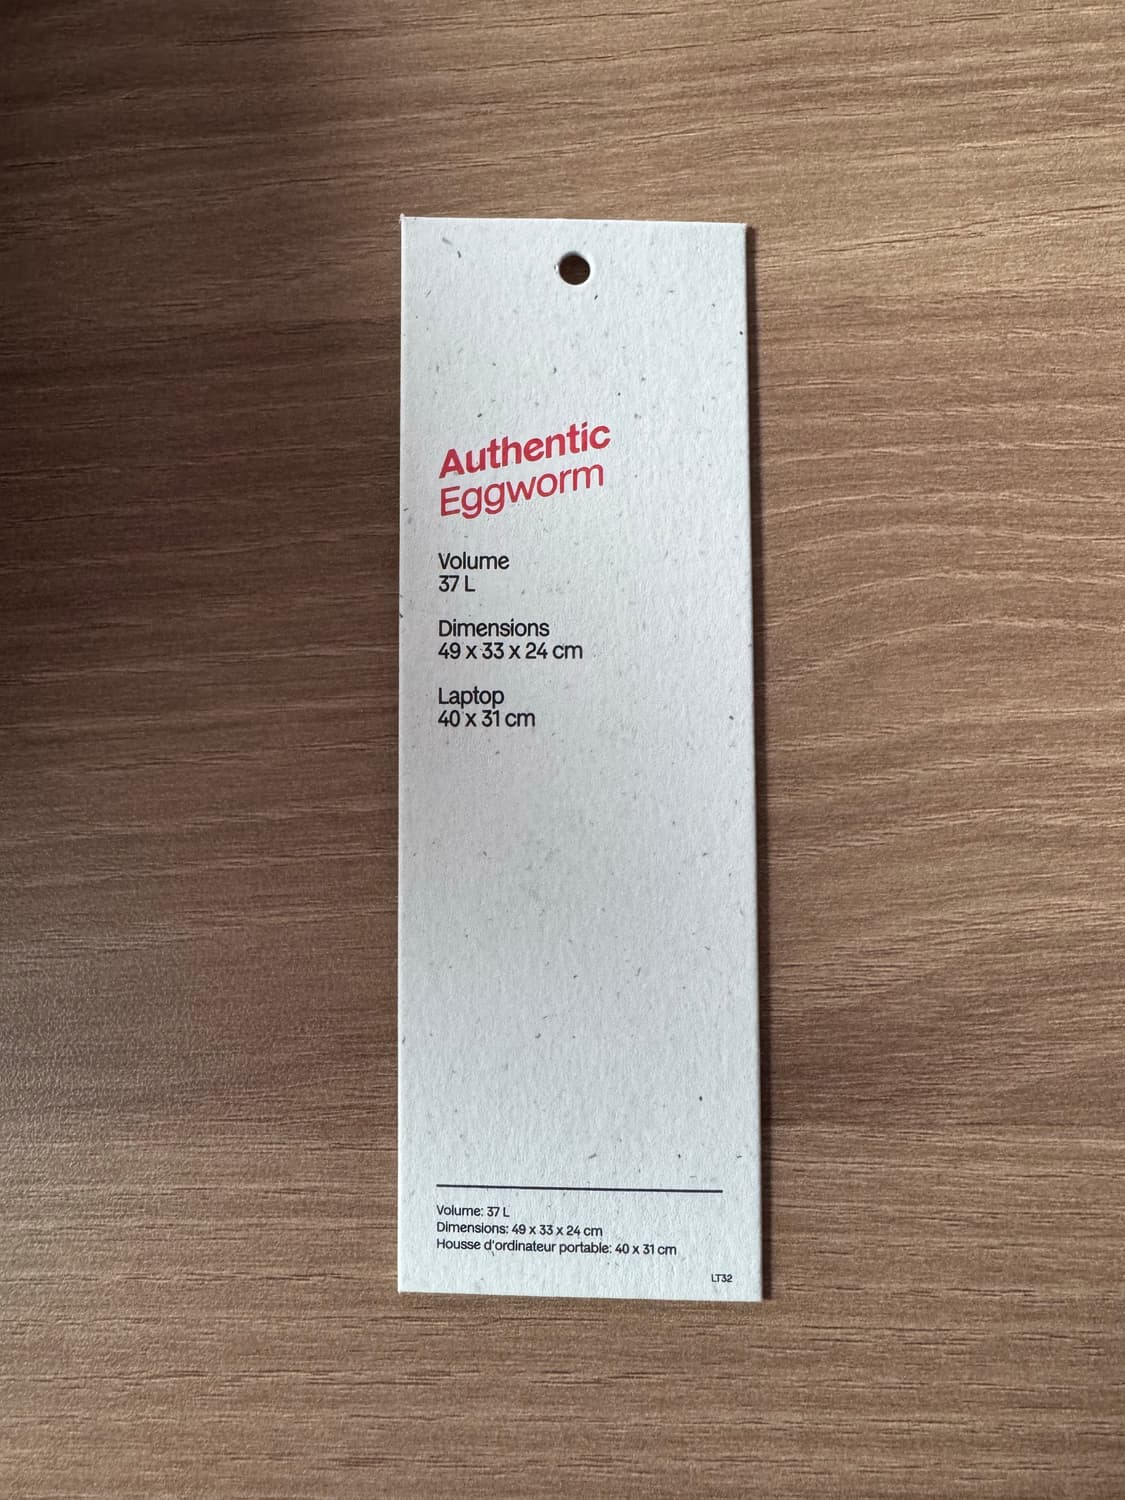 Authentic
Eggworm
Volume
37 L
Dimensions
49 x 33 x 24 cm
Laptop
40 x 31 cm
Volume: 37 L
Dimensions: 49 x 33 x 24 cm
Housse d'ordinateur portable: 40 x 31 cm
LT32